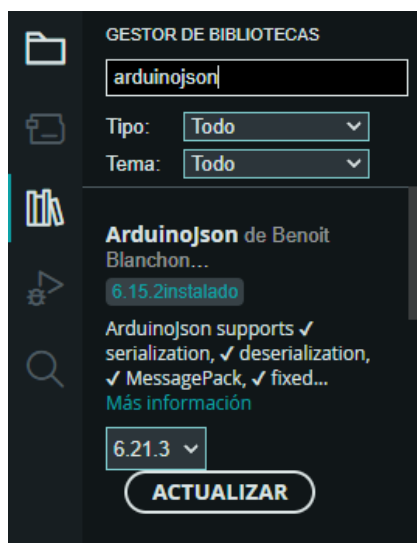 GESTOR DE BIBLIOTECAS
arduinojson
Tipo: Todo
Tema: Todo
ArduinoJson de Benoit
Blanchon...
6.15.2instalado
ArduinoJson supports ✓
serialization, ✓ deserialization,
✓ MessagePack, ✓ fixed...
Más información
6.21.3
ACTUALIZAR